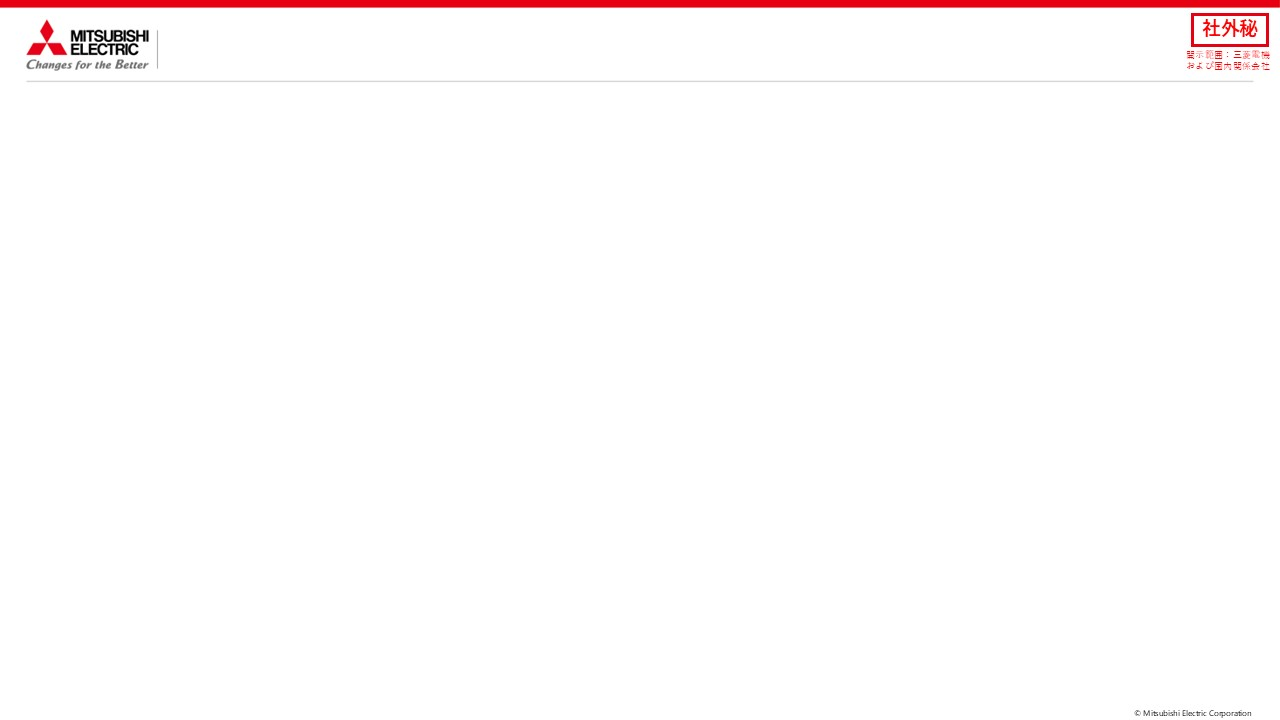 MITSUBISHI
ELECTRIC
Changes for the Better
社外秘
開示範囲：三菱電機
および国内関係会社
© Mitsubishi Electric Corporation